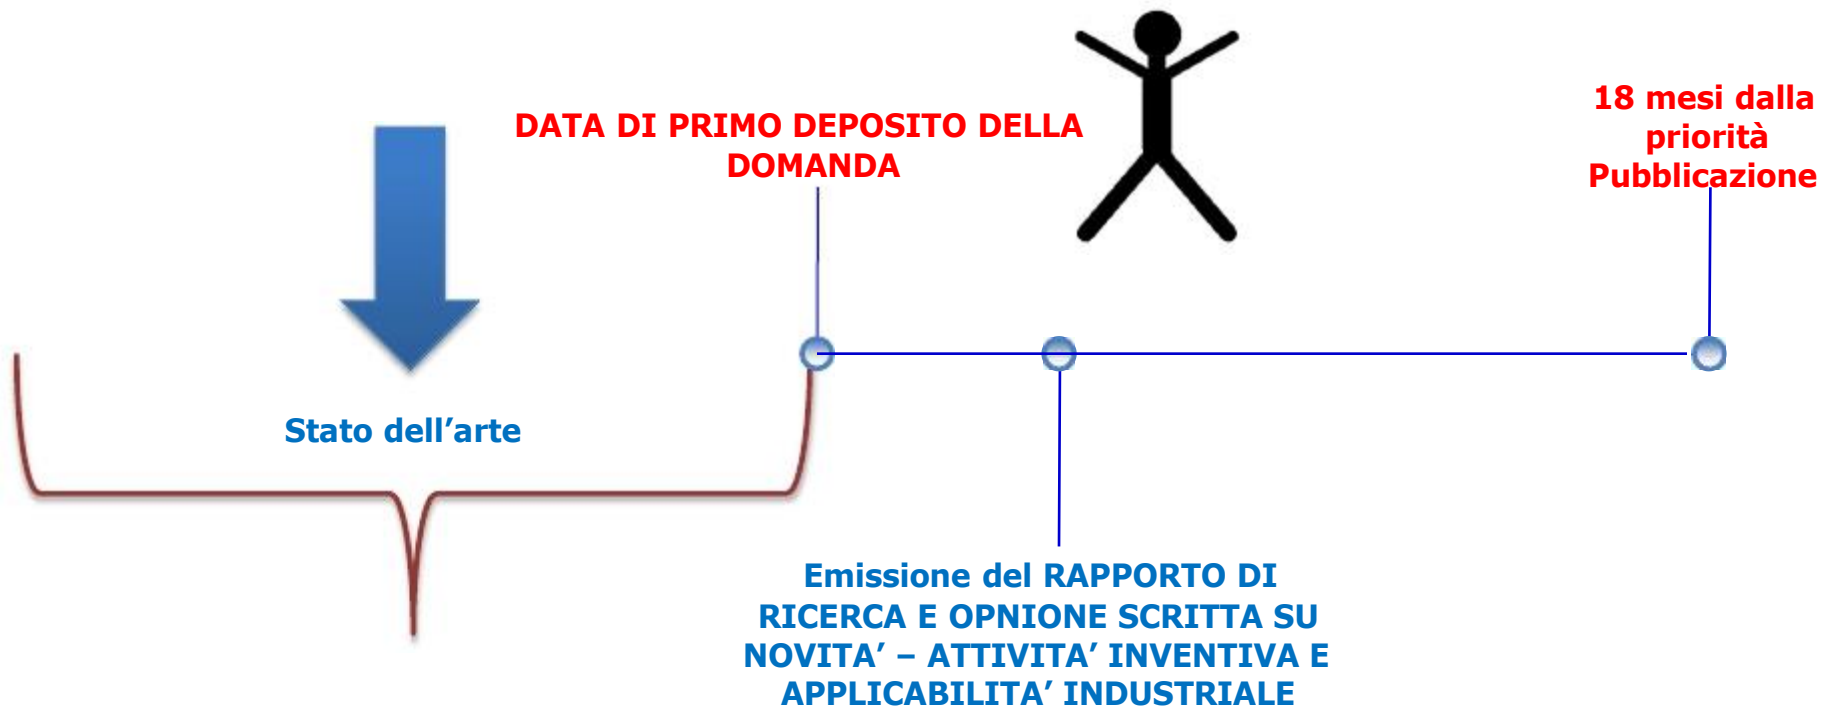 DATA DI PRIMO DEPOSITO DELLA
DOMANDA
18 mesi dalla
priorità
Pubblicazione
Stato dell’arte
Emissione del RAPPORTO DI
RICERCA E OPNIONE SCRITTA SU
NOVITA’ – ATTIVITA’ INVENTIVA E
APPLICABILITA’ INDUSTRIALE